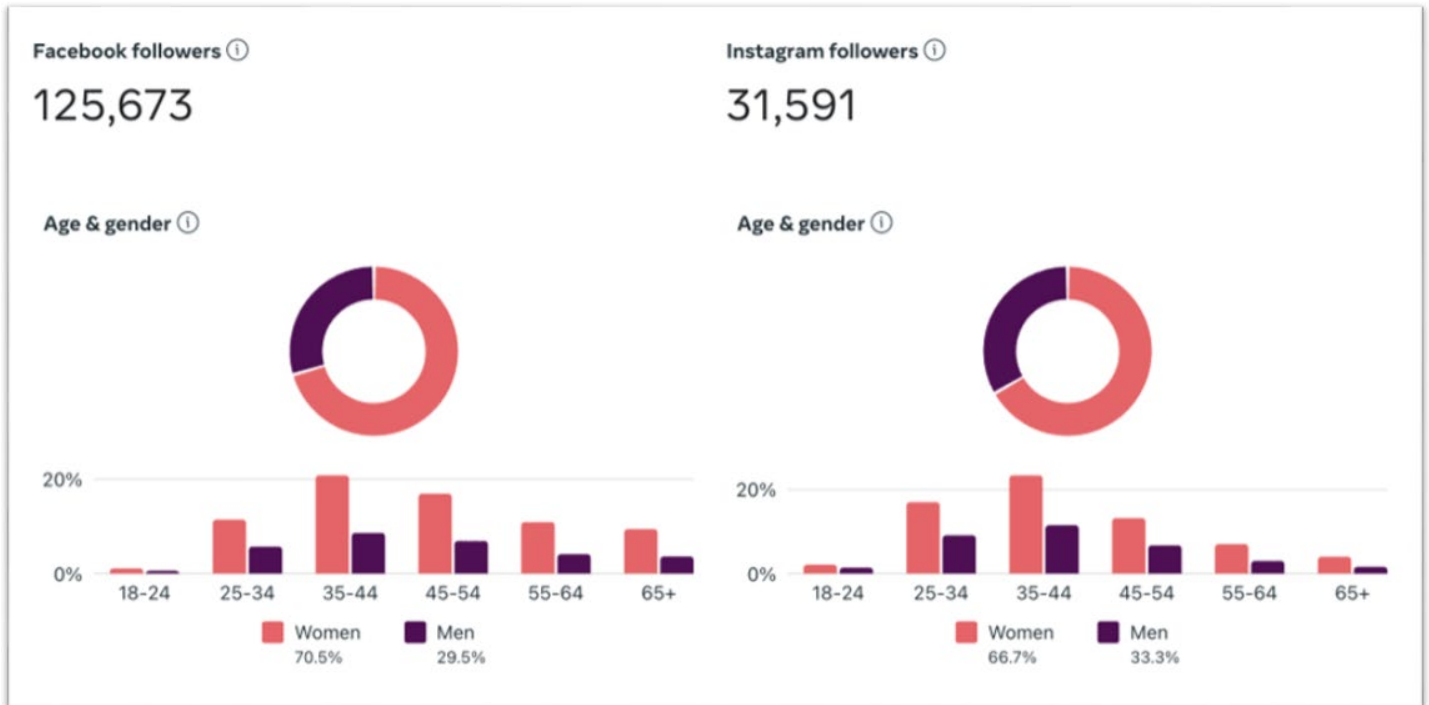 Facebook followers
125,673
Age & gender
20%
0%
18-24 25-34 35-44 45-54 55-64 65+
Women Men
70.5% 29.5%
Instagram followers
31,591
Age & gender
20%
0%
18-24 25-34 35-44 45-54 55-64 65+
Women Men
66.7% 33.3%